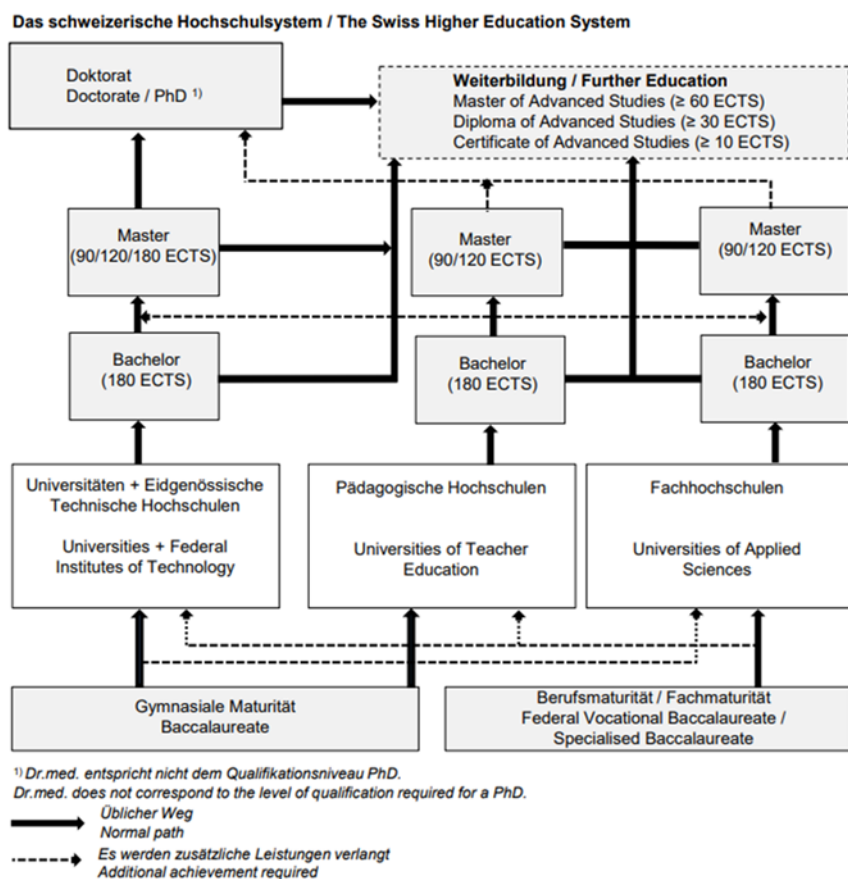 Das schweizerische Hochschulsystem / The Swiss Higher Education System
Doktorat
Doctorate / PhD ¹⁾
Weiterbildung / Further Education
Master of Advanced Studies (≥ 60 ECTS)
Diploma of Advanced Studies (≥ 30 ECTS)
Certificate of Advanced Studies (≥ 10 ECTS)
Master
(90/120/180 ECTS)
Master
(90/120 ECTS)
Master
(90/120 ECTS)
Bachelor
(180 ECTS)
Bachelor
(180 ECTS)
Bachelor
(180 ECTS)
Universitäten + Eidgenössische
Technische Hochschulen
Universities + Federal
Institutes of Technology
Pädagogische Hochschulen
Universities of Teacher
Education
Fachhochschulen
Universities of Applied
Sciences
Gymnasiale Maturität
Baccalaureate
Berufsmaturität / Fachmaturität
Federal Vocational Baccalaureate /
Specialised Baccalaureate
¹⁾ Dr.med. entspricht nicht dem Qualifikationsniveau PhD.
Dr.med. does not correspond to the level of qualification required for a PhD.
Üblicher Weg
Normal path
Es werden zusätzliche Leistungen verlangt
Additional achievement required